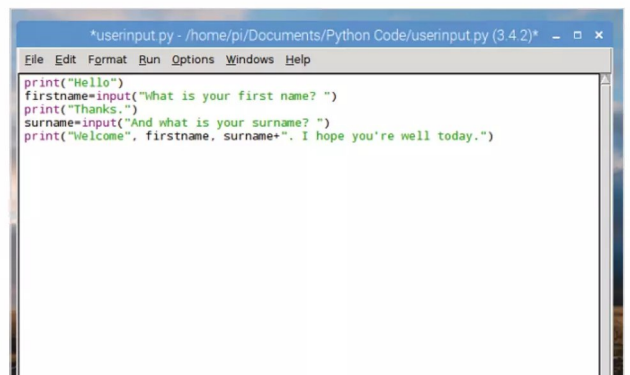 *userinput.py - /home/pi/Documents/Python Code/userinput.py (3.4.2)*
File Edit Format Run Options Windows Help
print("Hello")
firstname=input("What is your first name? ")
print("Thanks.")
surname=input("And what is your surname? ")
print("Welcome", firstname, surname+". I hope you're well today.")